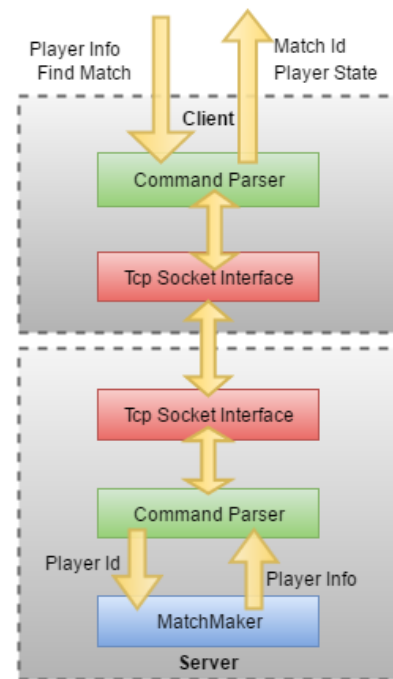 Player Info
Find Match
Match Id
Player State
Client
Command Parser
Tcp Socket Interface
Tcp Socket Interface
Command Parser
Player Id
Player Info
MatchMaker
Server